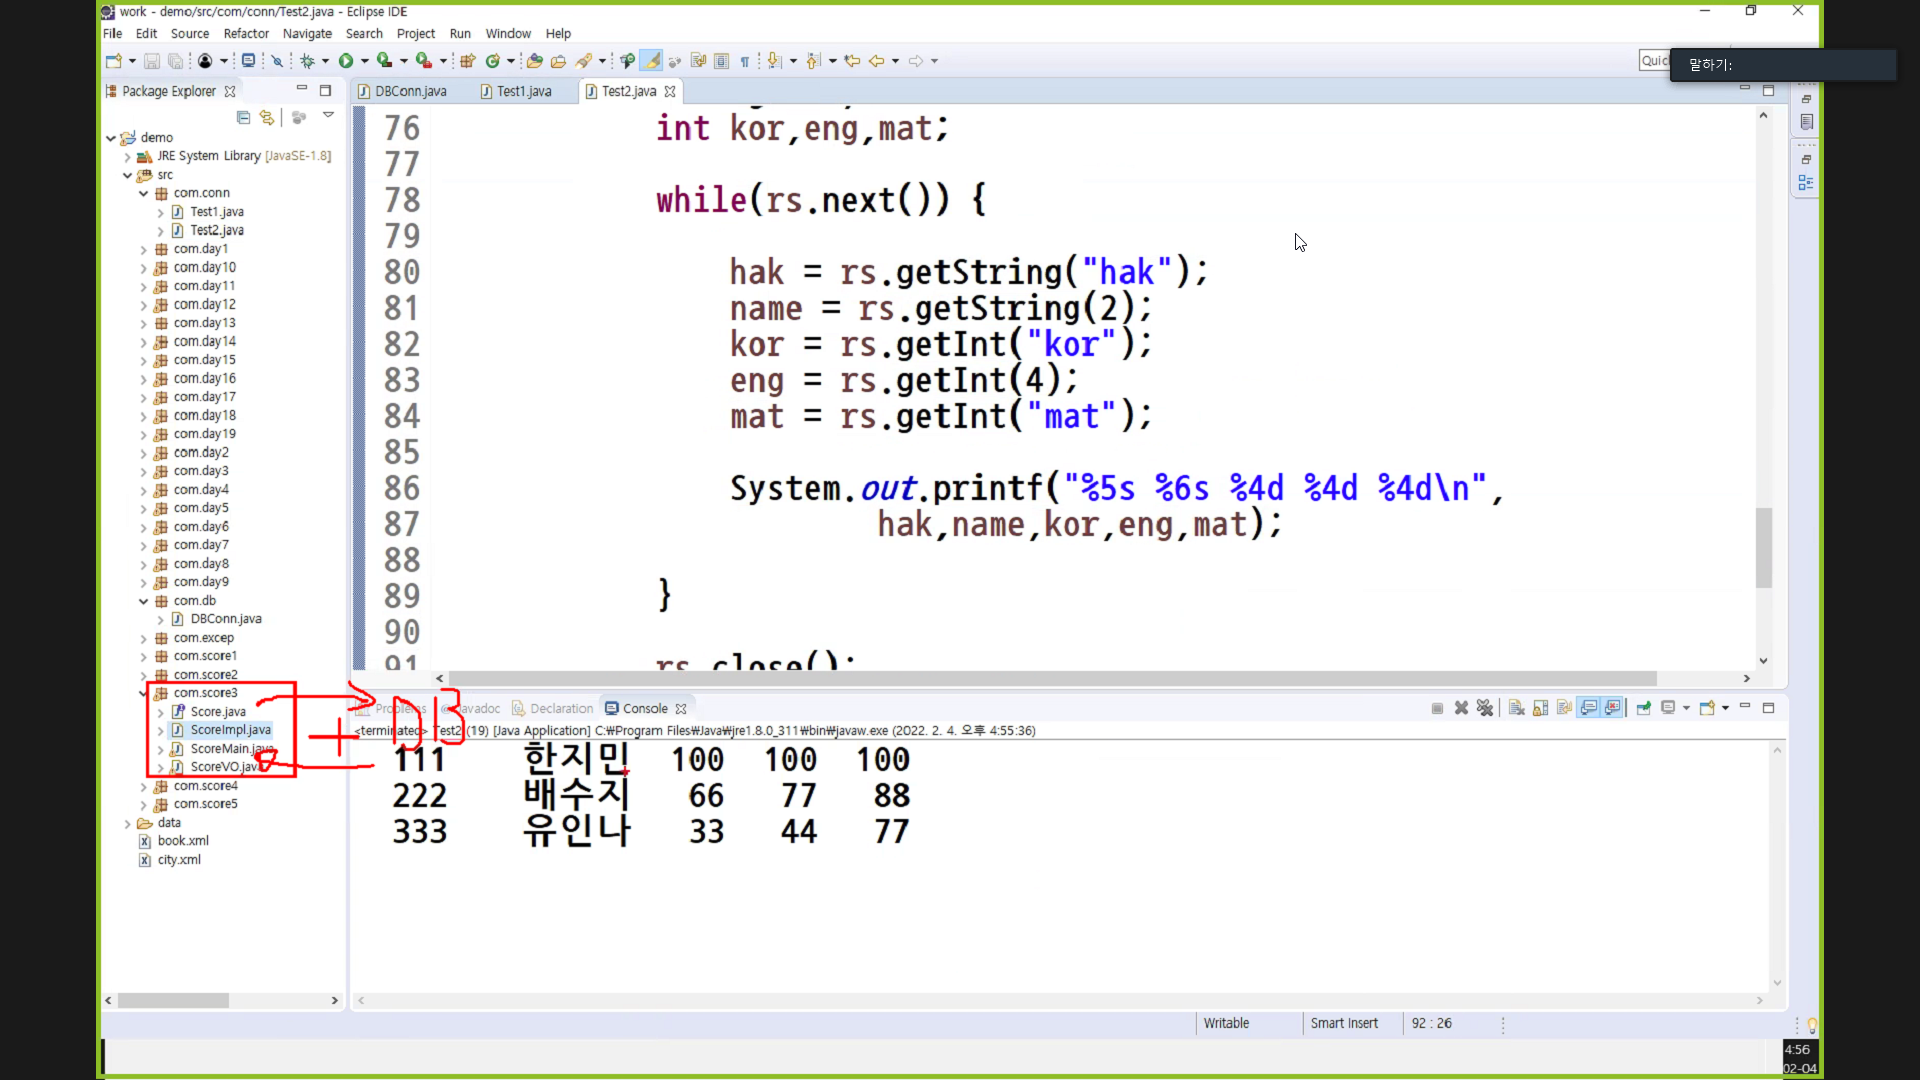 work - demo/src/com/conn/Test2.java - Eclipse IDE
File Edit Source Refactor Navigate Search Project Run Window Help
말하기:
Package Explorer
DBConn.java Test1.java Test2.java
demo
JRE System Library [JavaSE-1.8]
src
com.conn
Test1.java
Test2.java
com.day1
com.day10
com.day11
com.day12
com.day13
com.day14
com.day15
com.day16
com.day17
com.day18
com.day19
com.day2
com.day3
com.day4
com.day5
com.day6
com.day7
com.day8
com.day9
com.db
DBConn.java
com.excep
com.score1
com.score2
com.score3
Score.java
ScoreImpl.java
ScoreMain.java
ScoreVO.java
com.score4
com.score5
data
book.xml
city.xml
76 int kor,eng,mat;
77
78 while(rs.next()) {
79
80 hak = rs.getString("hak");
81 name = rs.getString(2);
82 kor = rs.getInt("kor");
83 eng = rs.getInt(4);
84 mat = rs.getInt("mat");
85
86 System.out.printf("%5s %6s %4d %4d %4d\n",
87 hak,name,kor,eng,mat);
88
89 }
90
91 rs.close();
+ DB
Problems @ Javadoc Declaration Console
<terminated> Test2 (19) [Java Application] C:₩Program Files₩Java₩jre1.8.0_311₩bin₩javaw.exe (2022. 2. 4. 오후 4:55:36)
111 한지민 100 100 100
222 배수지 66 77 88
333 유인나 33 44 77
Writable Smart Insert 92 : 26
4:56
02-04